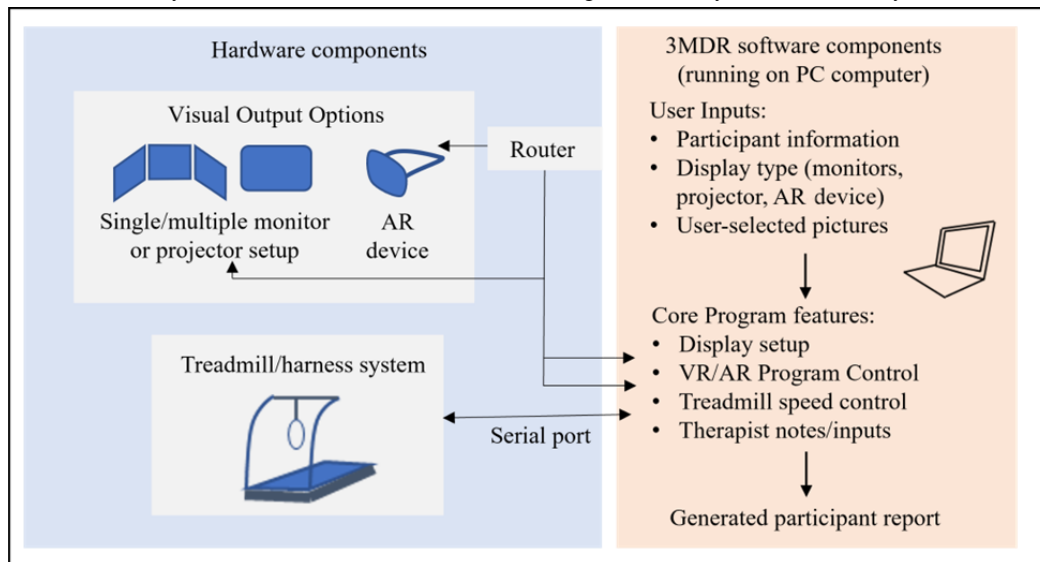 Hardware components
Visual Output Options
Single/multiple monitor
or projector setup
AR
device
Router
Treadmill/harness system
Serial port
3MDR software components
(running on PC computer)
User Inputs:
• Participant information
• Display type (monitors,
projector, AR device)
• User-selected pictures
Core Program features:
• Display setup
• VR/AR Program Control
• Treadmill speed control
• Therapist notes/inputs
Generated participant report